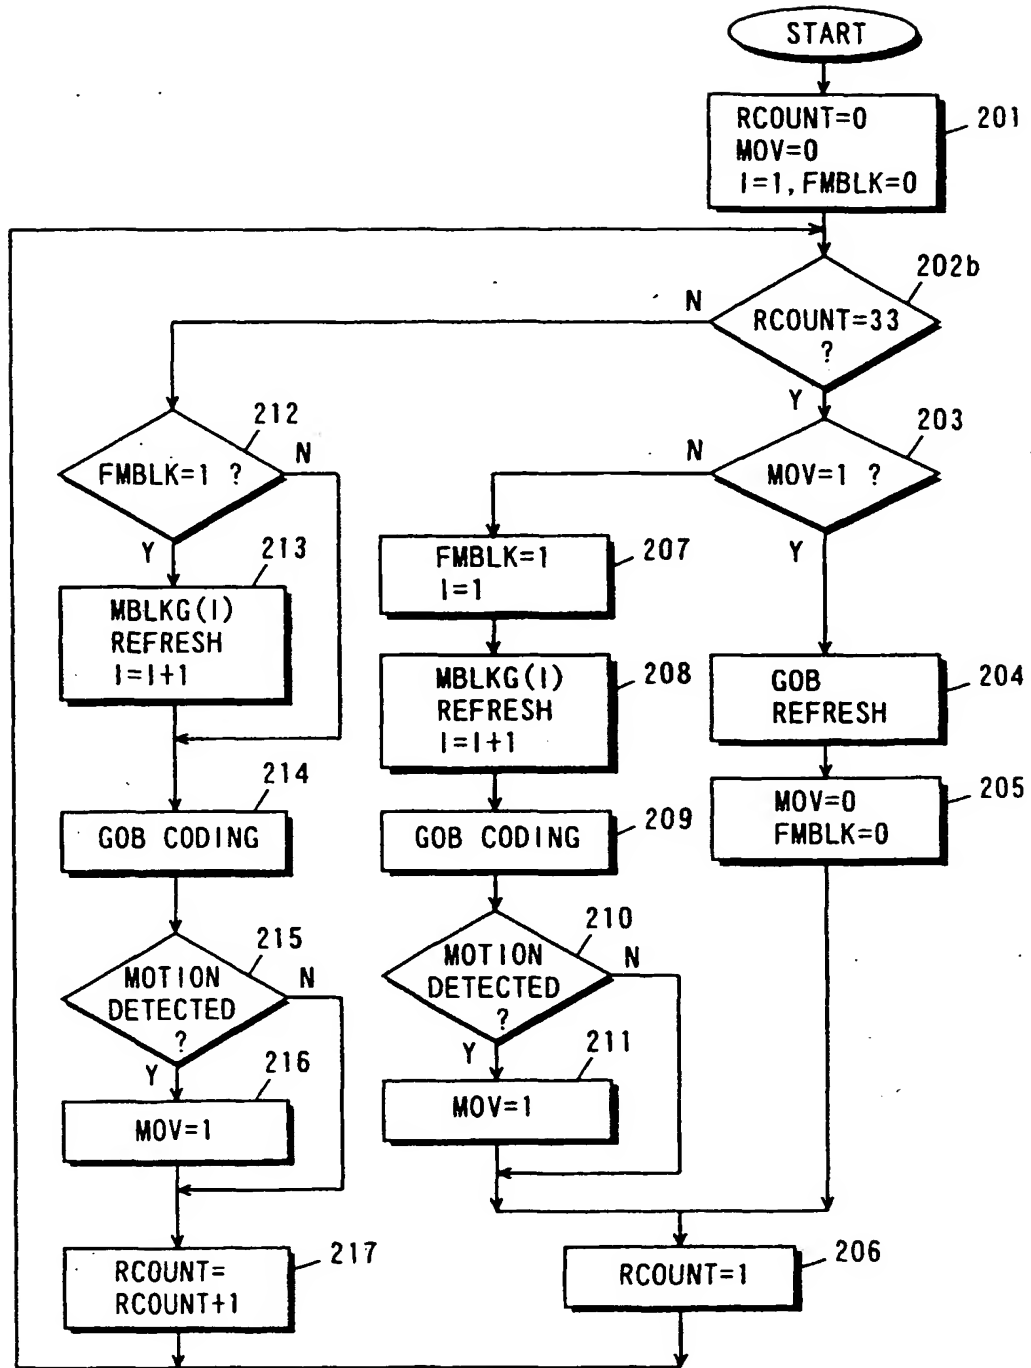 START
RCOUNT=0
MOV=0
I=1, FMBLK=0
201
202b
RCOUNT=33
?
N
Y
203
MOV=1 ?
N
Y
212
FMBLK=1 ?
N
Y
213
MBLKG(I)
REFRESH
I=I+1
214
GOB CODING
215
MOTION
DETECTED
?
N
Y
216
MOV=1
217
RCOUNT=
RCOUNT+1
207
FMBLK=1
I=1
208
MBLKG(I)
REFRESH
I=I+1
209
GOB CODING
210
MOTION
DETECTED
?
N
Y
211
MOV=1
204
GOB
REFRESH
205
MOV=0
FMBLK=0
206
RCOUNT=1